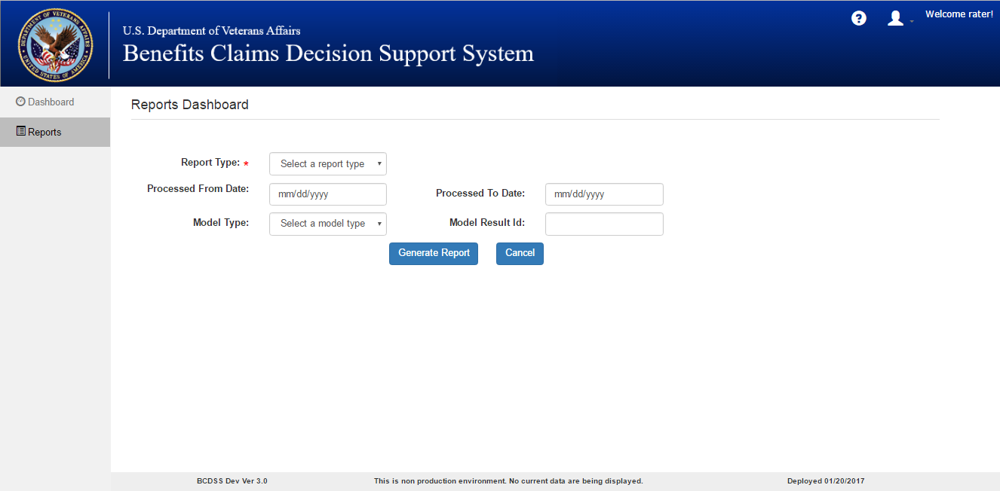 DEPARTMENT OF VETERANS AFFAIRS
UNITED STATES OF AMERICA
U.S. Department of Veterans Affairs
Benefits Claims Decision Support System
?
Welcome rater!
Dashboard
Reports
Reports Dashboard
Report Type: * Select a report type
Processed From Date: mm/dd/yyyy Processed To Date: mm/dd/yyyy
Model Type: Select a model type Model Result Id:
Generate Report Cancel
BCDSS Dev Ver 3.0 This is non production environment. No current data are being displayed. Deployed 01/20/2017